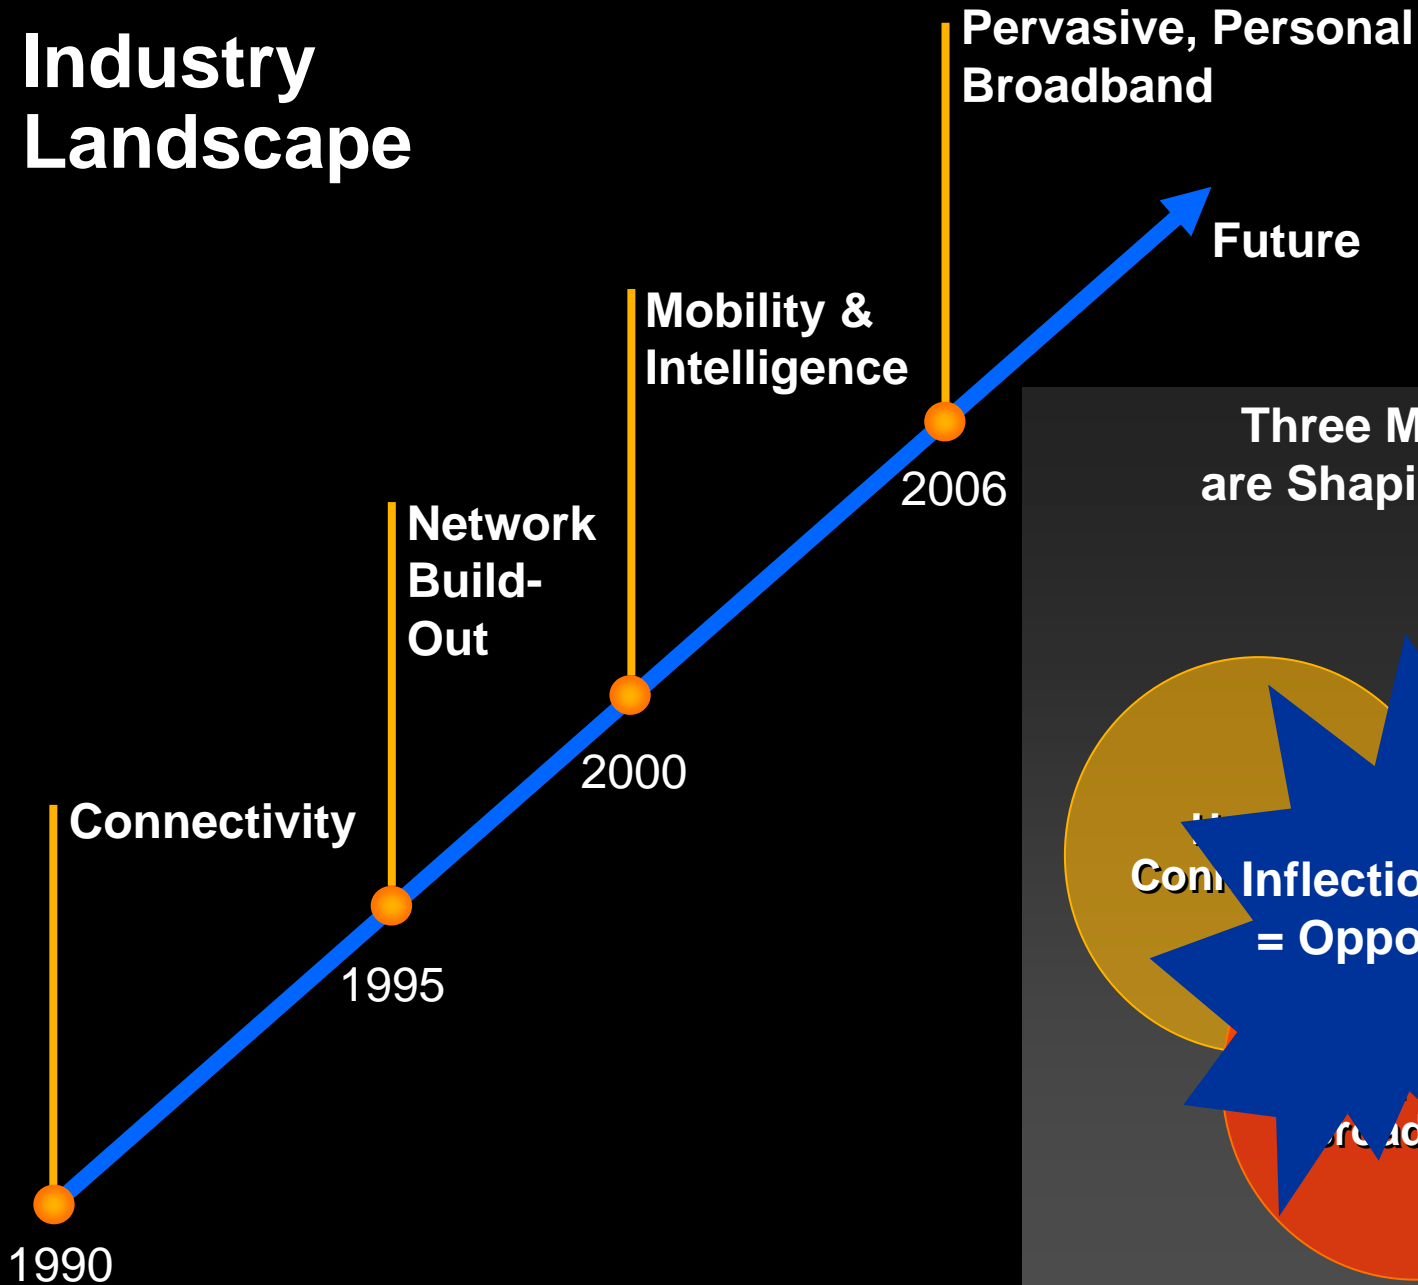 Industry
Landscape
Pervasive, Personal
Broadband
Future
Mobility &
Intelligence
2006
Network
Build-
Out
2000
Connectivity
1995
1990
Three M
are Shapi
Inflectio
= Oppo